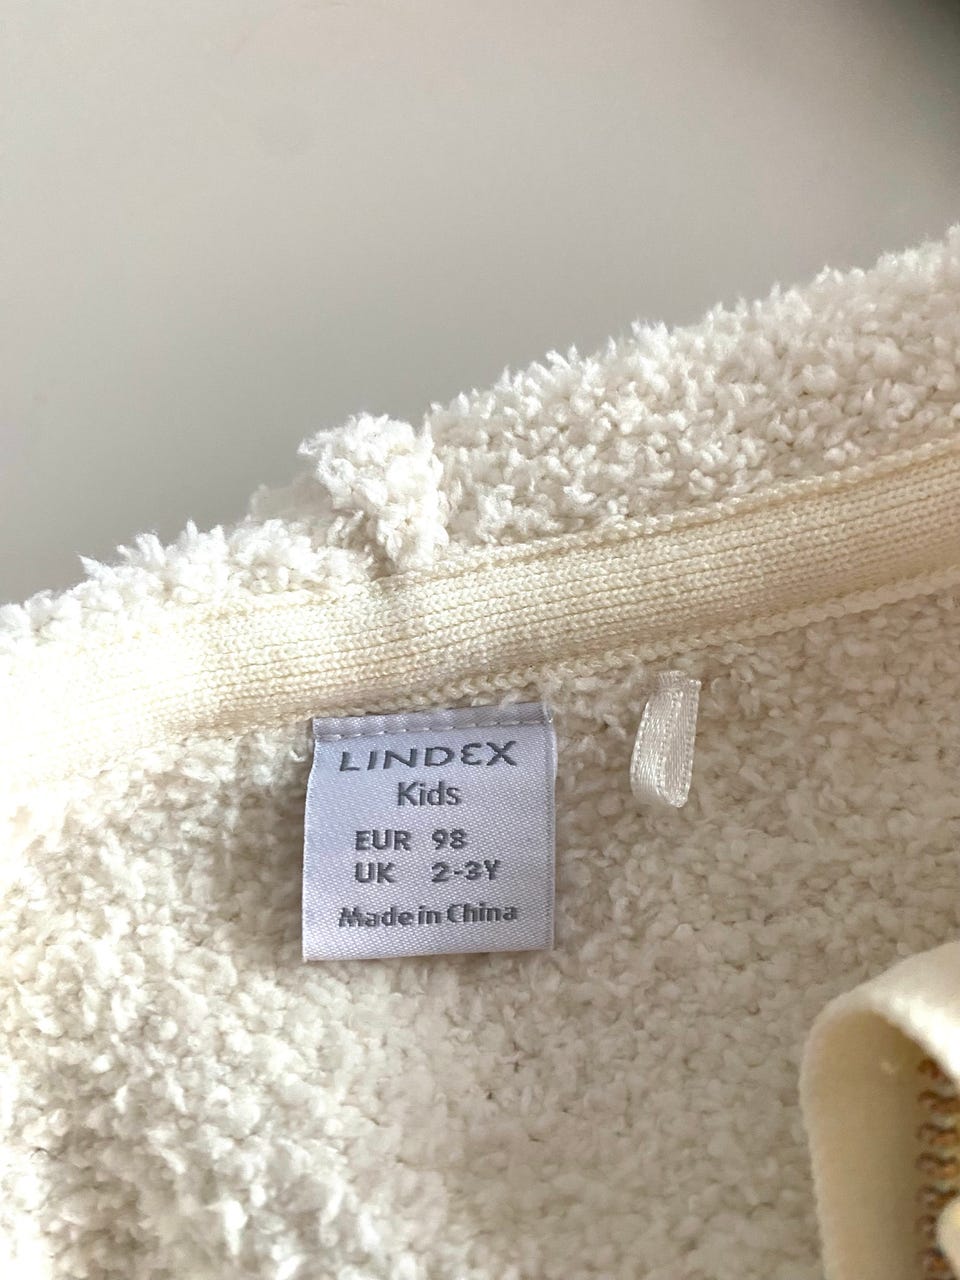 LINDEX
Kids
EUR 98
UK 2-3Y
Made in China